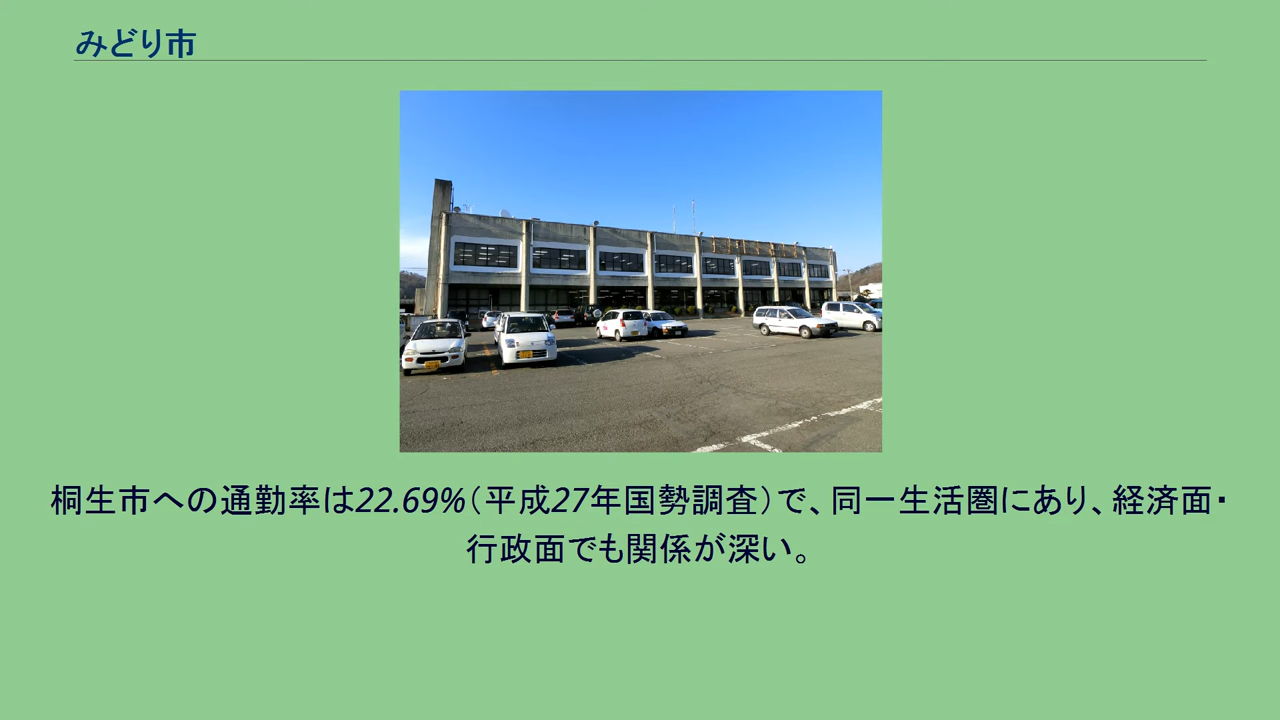 みどり市
桐生市への通勤率は22.69%（平成27年国勢調査）で、同一生活圏にあり、経済面・
行政面でも関係が深い。